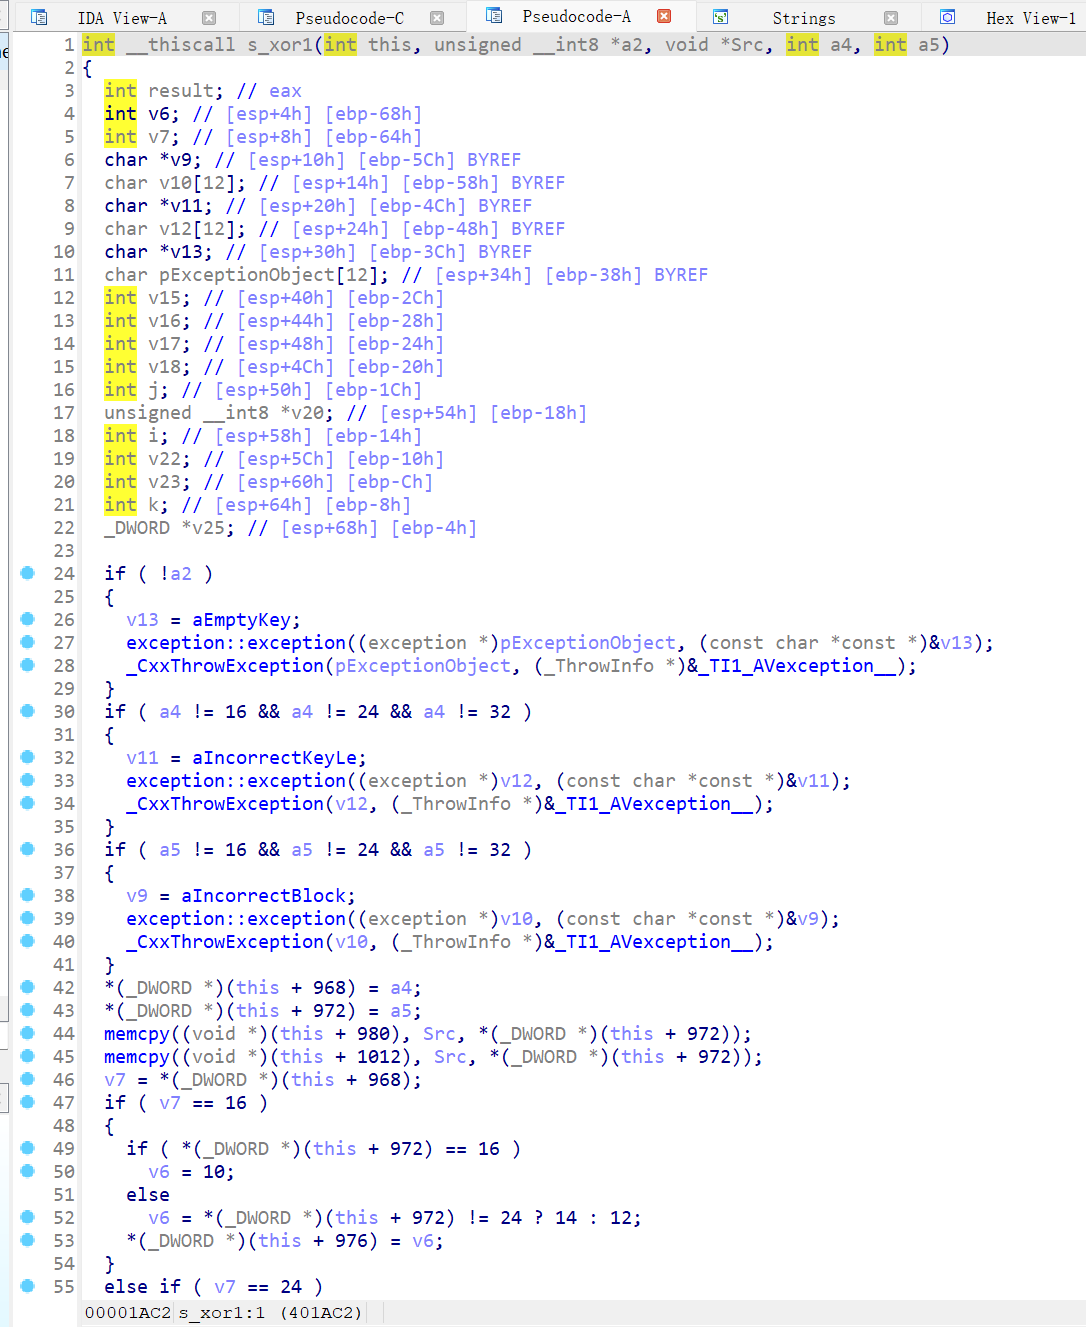 IDA View-A Pseudocode-C Pseudocode-A Strings Hex View-1
1 int __thiscall s_xor1(int this, unsigned __int8 *a2, void *Src, int a4, int a5)
2 {
3 int result; // eax
4 int v6; // [esp+4h] [ebp-68h]
5 int v7; // [esp+8h] [ebp-64h]
6 char *v9; // [esp+10h] [ebp-5Ch] BYREF
7 char v10[12]; // [esp+14h] [ebp-58h] BYREF
8 char *v11; // [esp+20h] [ebp-4Ch] BYREF
9 char v12[12]; // [esp+24h] [ebp-48h] BYREF
10 char *v13; // [esp+30h] [ebp-3Ch] BYREF
11 char pExceptionObject[12]; // [esp+34h] [ebp-38h] BYREF
12 int v15; // [esp+40h] [ebp-2Ch]
13 int v16; // [esp+44h] [ebp-28h]
14 int v17; // [esp+48h] [ebp-24h]
15 int v18; // [esp+4Ch] [ebp-20h]
16 int j; // [esp+50h] [ebp-1Ch]
17 unsigned __int8 *v20; // [esp+54h] [ebp-18h]
18 int i; // [esp+58h] [ebp-14h]
19 int v22; // [esp+5Ch] [ebp-10h]
20 int v23; // [esp+60h] [ebp-Ch]
21 int k; // [esp+64h] [ebp-8h]
22 _DWORD *v25; // [esp+68h] [ebp-4h]
23
24 if ( !a2 )
25 {
26 v13 = aEmptyKey;
27 exception::exception((exception *)pExceptionObject, (const char *const *)&v13);
28 _CxxThrowException(pExceptionObject, (_ThrowInfo *)&_TI1_AVexception__);
29 }
30 if ( a4 != 16 && a4 != 24 && a4 != 32 )
31 {
32 v11 = aIncorrectKeyLe;
33 exception::exception((exception *)v12, (const char *const *)&v11);
34 _CxxThrowException(v12, (_ThrowInfo *)&_TI1_AVexception__);
35 }
36 if ( a5 != 16 && a5 != 24 && a5 != 32 )
37 {
38 v9 = aIncorrectBlock;
39 exception::exception((exception *)v10, (const char *const *)&v9);
40 _CxxThrowException(v10, (_ThrowInfo *)&_TI1_AVexception__);
41 }
42 *(_DWORD *)(this + 968) = a4;
43 *(_DWORD *)(this + 972) = a5;
44 memcpy((void *)(this + 980), Src, *(_DWORD *)(this + 972));
45 memcpy((void *)(this + 1012), Src, *(_DWORD *)(this + 972));
46 v7 = *(_DWORD *)(this + 968);
47 if ( v7 == 16 )
48 {
49 if ( *(_DWORD *)(this + 972) == 16 )
50 v6 = 10;
51 else
52 v6 = *(_DWORD *)(this + 972) != 24 ? 14 : 12;
53 *(_DWORD *)(this + 976) = v6;
54 }
55 else if ( v7 == 24 )
00001AC2 s_xor1:1 (401AC2)